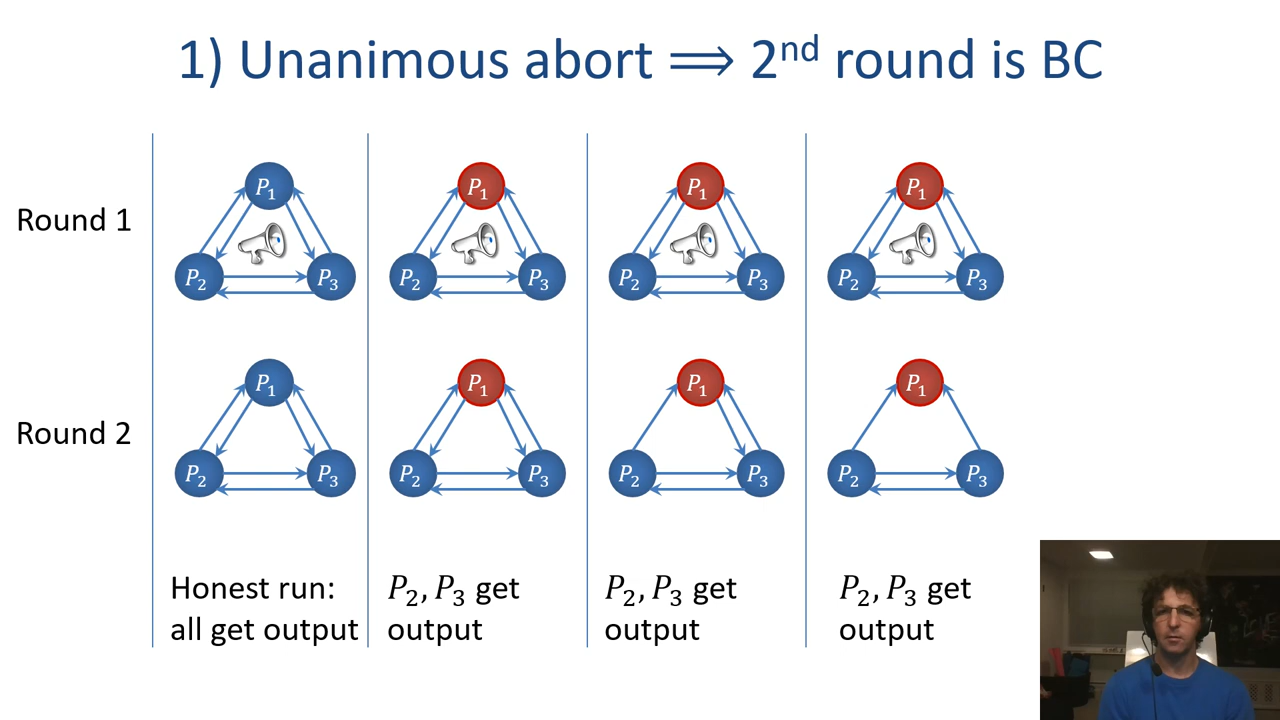 1) Unanimous abort ⟹ 2nd round is BC
Round 1
P1
P2
P3
P1
P2
P3
P1
P2
P3
P1
P2
P3
Round 2
P1
P2
P3
P1
P2
P3
P1
P2
P3
P1
P2
P3
Honest run:
all get output
P2, P3 get
output
P2, P3 get
output
P2, P3 get
output